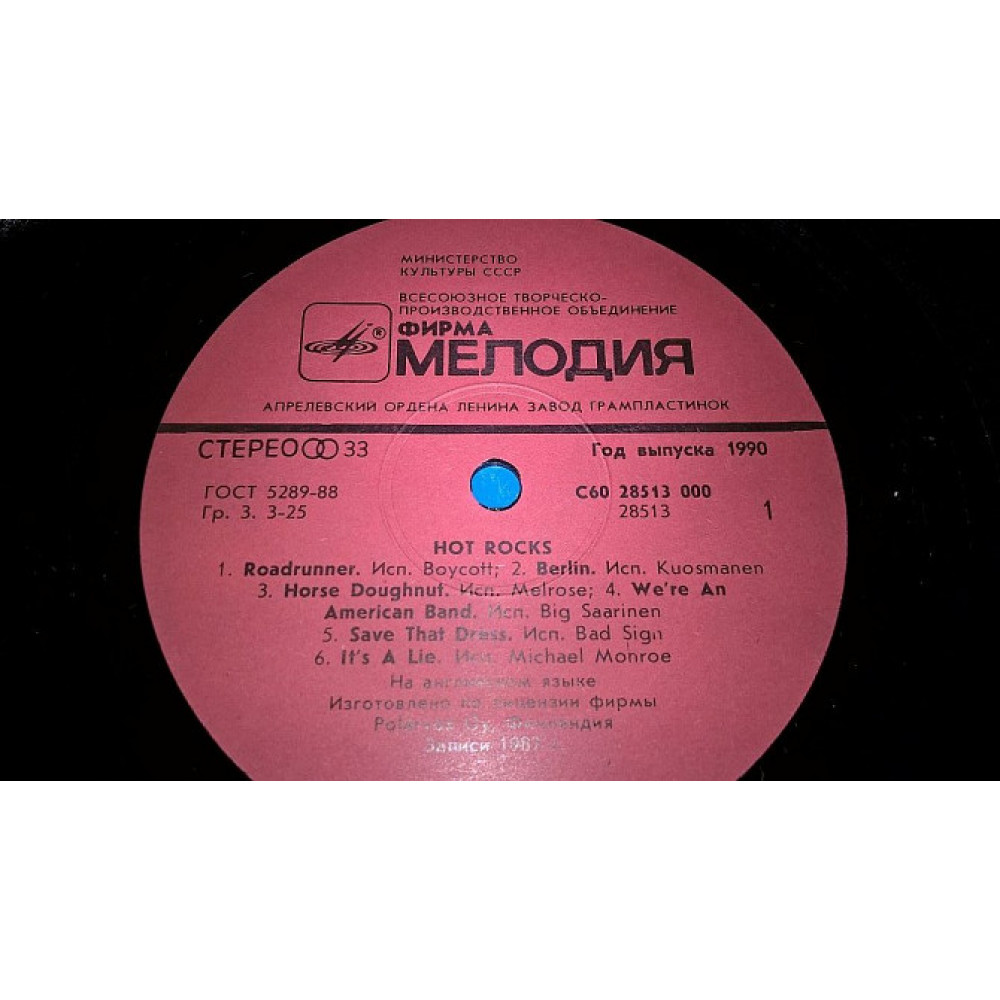 МИНИСТЕРСТВО
КУЛЬТУРЫ СССР
ВСЕСОЮЗНОЕ ТВОРЧЕСКО-
ПРОИЗВОДСТВЕННОЕ ОБЪЕДИНЕНИЕ
ФИРМА
® МЕЛОДИЯ
АПРЕЛЕВСКИЙ ОРДЕНА ЛЕНИНА ЗАВОД ГРАМПЛАСТИНОК
СТЕРЕО 33 Год выпуска 1990
ГОСТ 5289-88 С60 28513 000
Гр. 3. 3-25 28513 1
HOT ROCKS
1. Roadrunner. Исп. Boycott; 2. Berlin. Исп. Kuosmanen
3. Horse Doughnut. Исп. Melrose; 4. We're An
American Band. Исп. Big Saarinen
5. Save That Dress. Исп. Bad Sign
6. It's A Lie. Исп. Michael Monroe
На английском языке
Изготовлено по лицензии фирмы
Oy, Финляндия
Записи